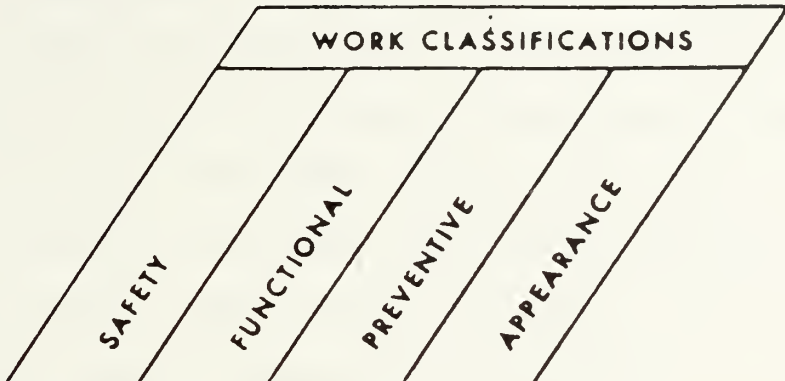 WORK CLASSIFICATIONS
SAFETY
FUNCTIONAL
PREVENTIVE
APPEARANCE